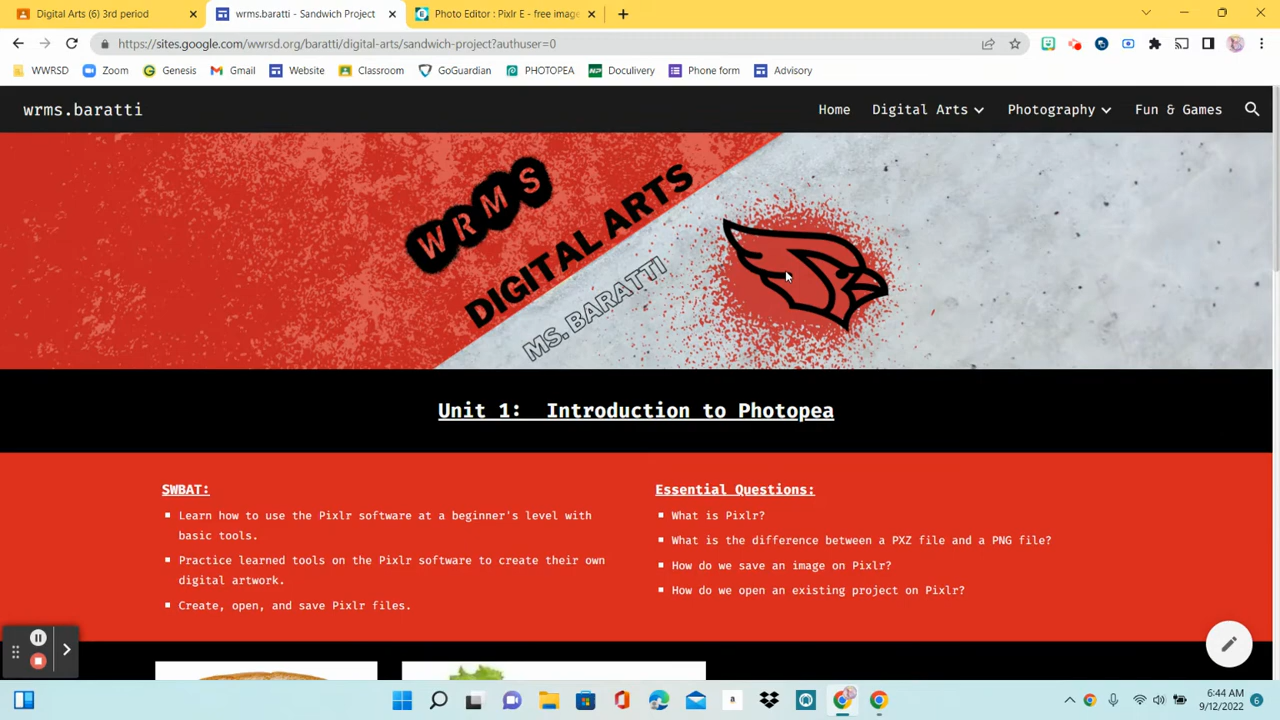 Digital Arts (6) 3rd period
wrms.baratti - Sandwich Project
Photo Editor : Pixlr E - free imag
https://sites.google.com/wwrsd.org/baratti/digital-arts/sandwich-project?authuser=0
WWRSD Zoom Genesis Gmail Website Classroom GoGuardian PHOTOPEA Doculivery Phone form Advisory
wrms.baratti Home Digital Arts Photography Fun & Games
WRMS
DIGITAL ARTS
MS. BARATTI
Unit 1: Introduction to Photopea
SWBAT:
Learn how to use the Pixlr software at a beginner's level with
basic tools.
Practice learned tools on the Pixlr software to create their own
digital artwork.
Create, open, and save Pixlr files.
Essential Questions:
What is Pixlr?
What is the difference between a PXZ file and a PNG file?
How do we save an image on Pixlr?
How do we open an existing project on Pixlr?
6:44 AM
9/12/2022
6